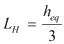 L_H = h_eq / 3